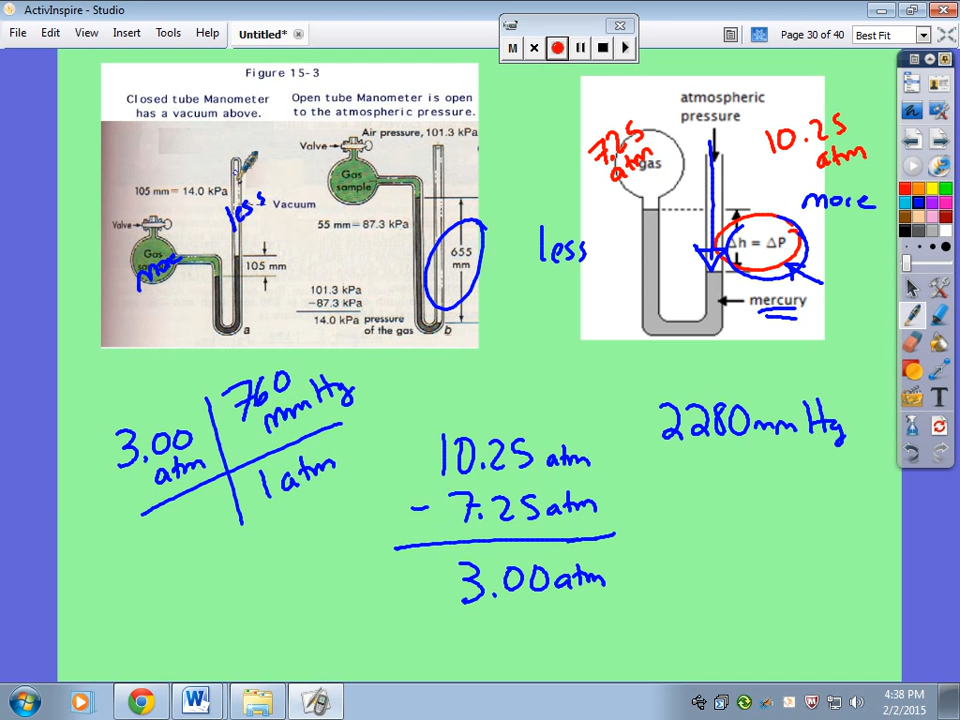 ActivInspire - Studio
File Edit View Insert Tools Help Untitled* Page 30 of 40 Best Fit
M
Figure 15-3
Closed tube Manometer has a vacuum above.
Open tube Manometer is open to the atmospheric pressure.
Air pressure, 101.3 kPa
Valve
Gas sample
105 mm = 14.0 kPa
less
Vacuum
Valve
Gas
more
105 mm
a
55 mm = 87.3 kPa
655 mm
101.3 kPa
-87.3 kPa
14.0 kPa pressure of the gas
b
atmospheric
pressure
7.25
atm
gas
10.25
atm
more
less
Δh = ΔP
mercury
760
mm Hg
3.00
atm
1 atm
10.25 atm
- 7.25 atm
3.00 atm
2280 mm Hg
4:38 PM
2/2/2015